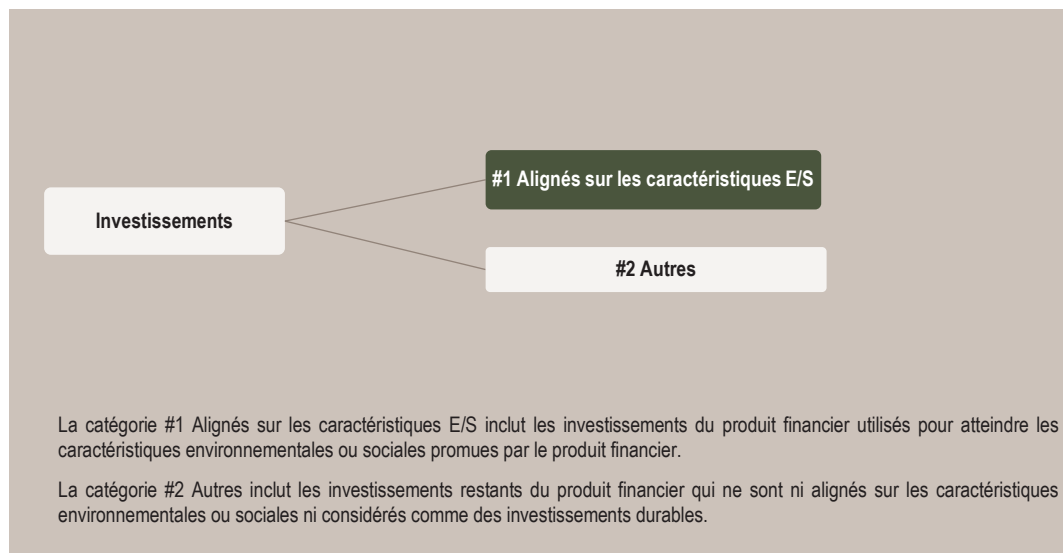 #1 Alignés sur les caractéristiques E/S
Investissements
#2 Autres
La catégorie #1 Alignés sur les caractéristiques E/S inclut les investissements du produit financier utilisés pour atteindre les
caractéristiques environnementales ou sociales promues par le produit financier.
La catégorie #2 Autres inclut les investissements restants du produit financier qui ne sont ni alignés sur les caractéristiques
environnementales ou sociales ni considérés comme des investissements durables.